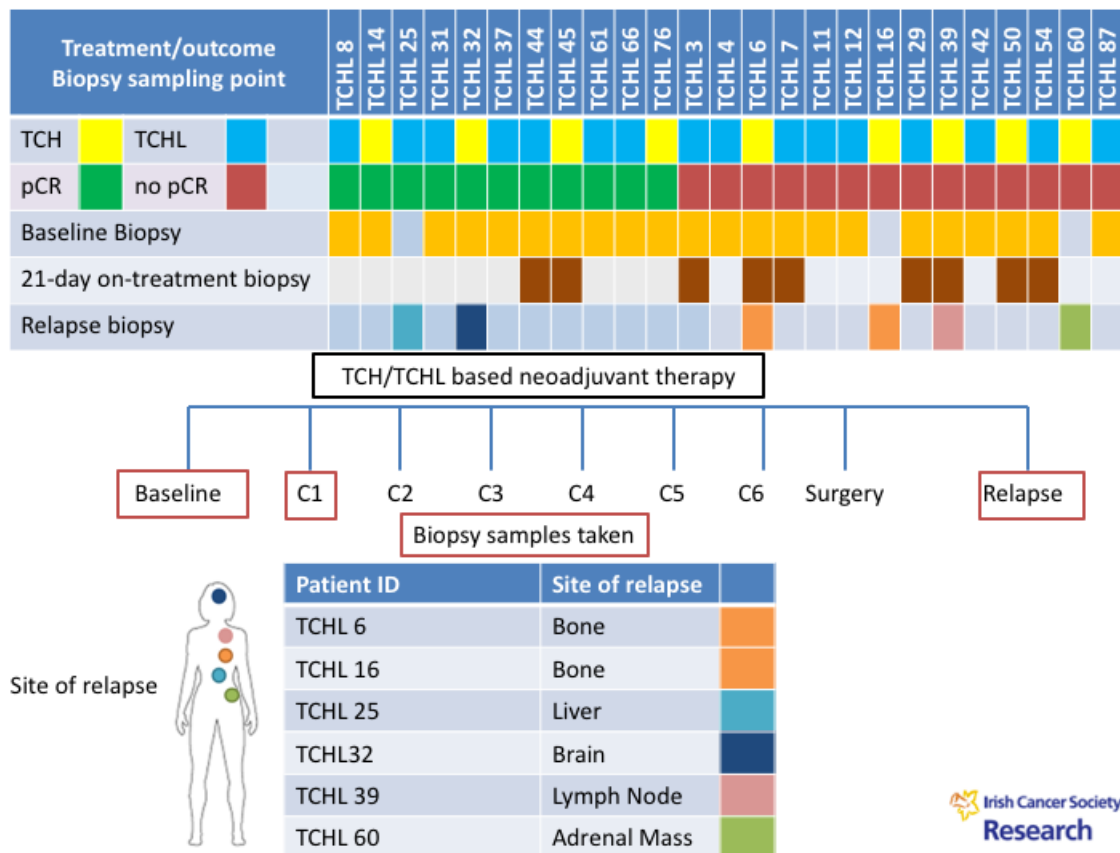 Treatment/outcome
Biopsy sampling point
TCHL 8
TCHL 14
TCHL 25
TCHL 31
TCHL 32
TCHL 37
TCHL 44
TCHL 45
TCHL 61
TCHL 66
TCHL 76
TCHL 3
TCHL 4
TCHL 6
TCHL 7
TCHL 11
TCHL 12
TCHL 16
TCHL 29
TCHL 39
TCHL 42
TCHL 50
TCHL 54
TCHL 60
TCHL 87
TCH TCHL
pCR no pCR
Baseline Biopsy
21-day on-treatment biopsy
Relapse biopsy
TCH/TCHL based neoadjuvant therapy
Baseline C1 C2 C3 C4 C5 C6 Surgery Relapse
Biopsy samples taken
Patient ID Site of relapse
TCHL 6 Bone
TCHL 16 Bone
TCHL 25 Liver
TCHL32 Brain
TCHL 39 Lymph Node
TCHL 60 Adrenal Mass
Site of relapse
Irish Cancer Society
Research